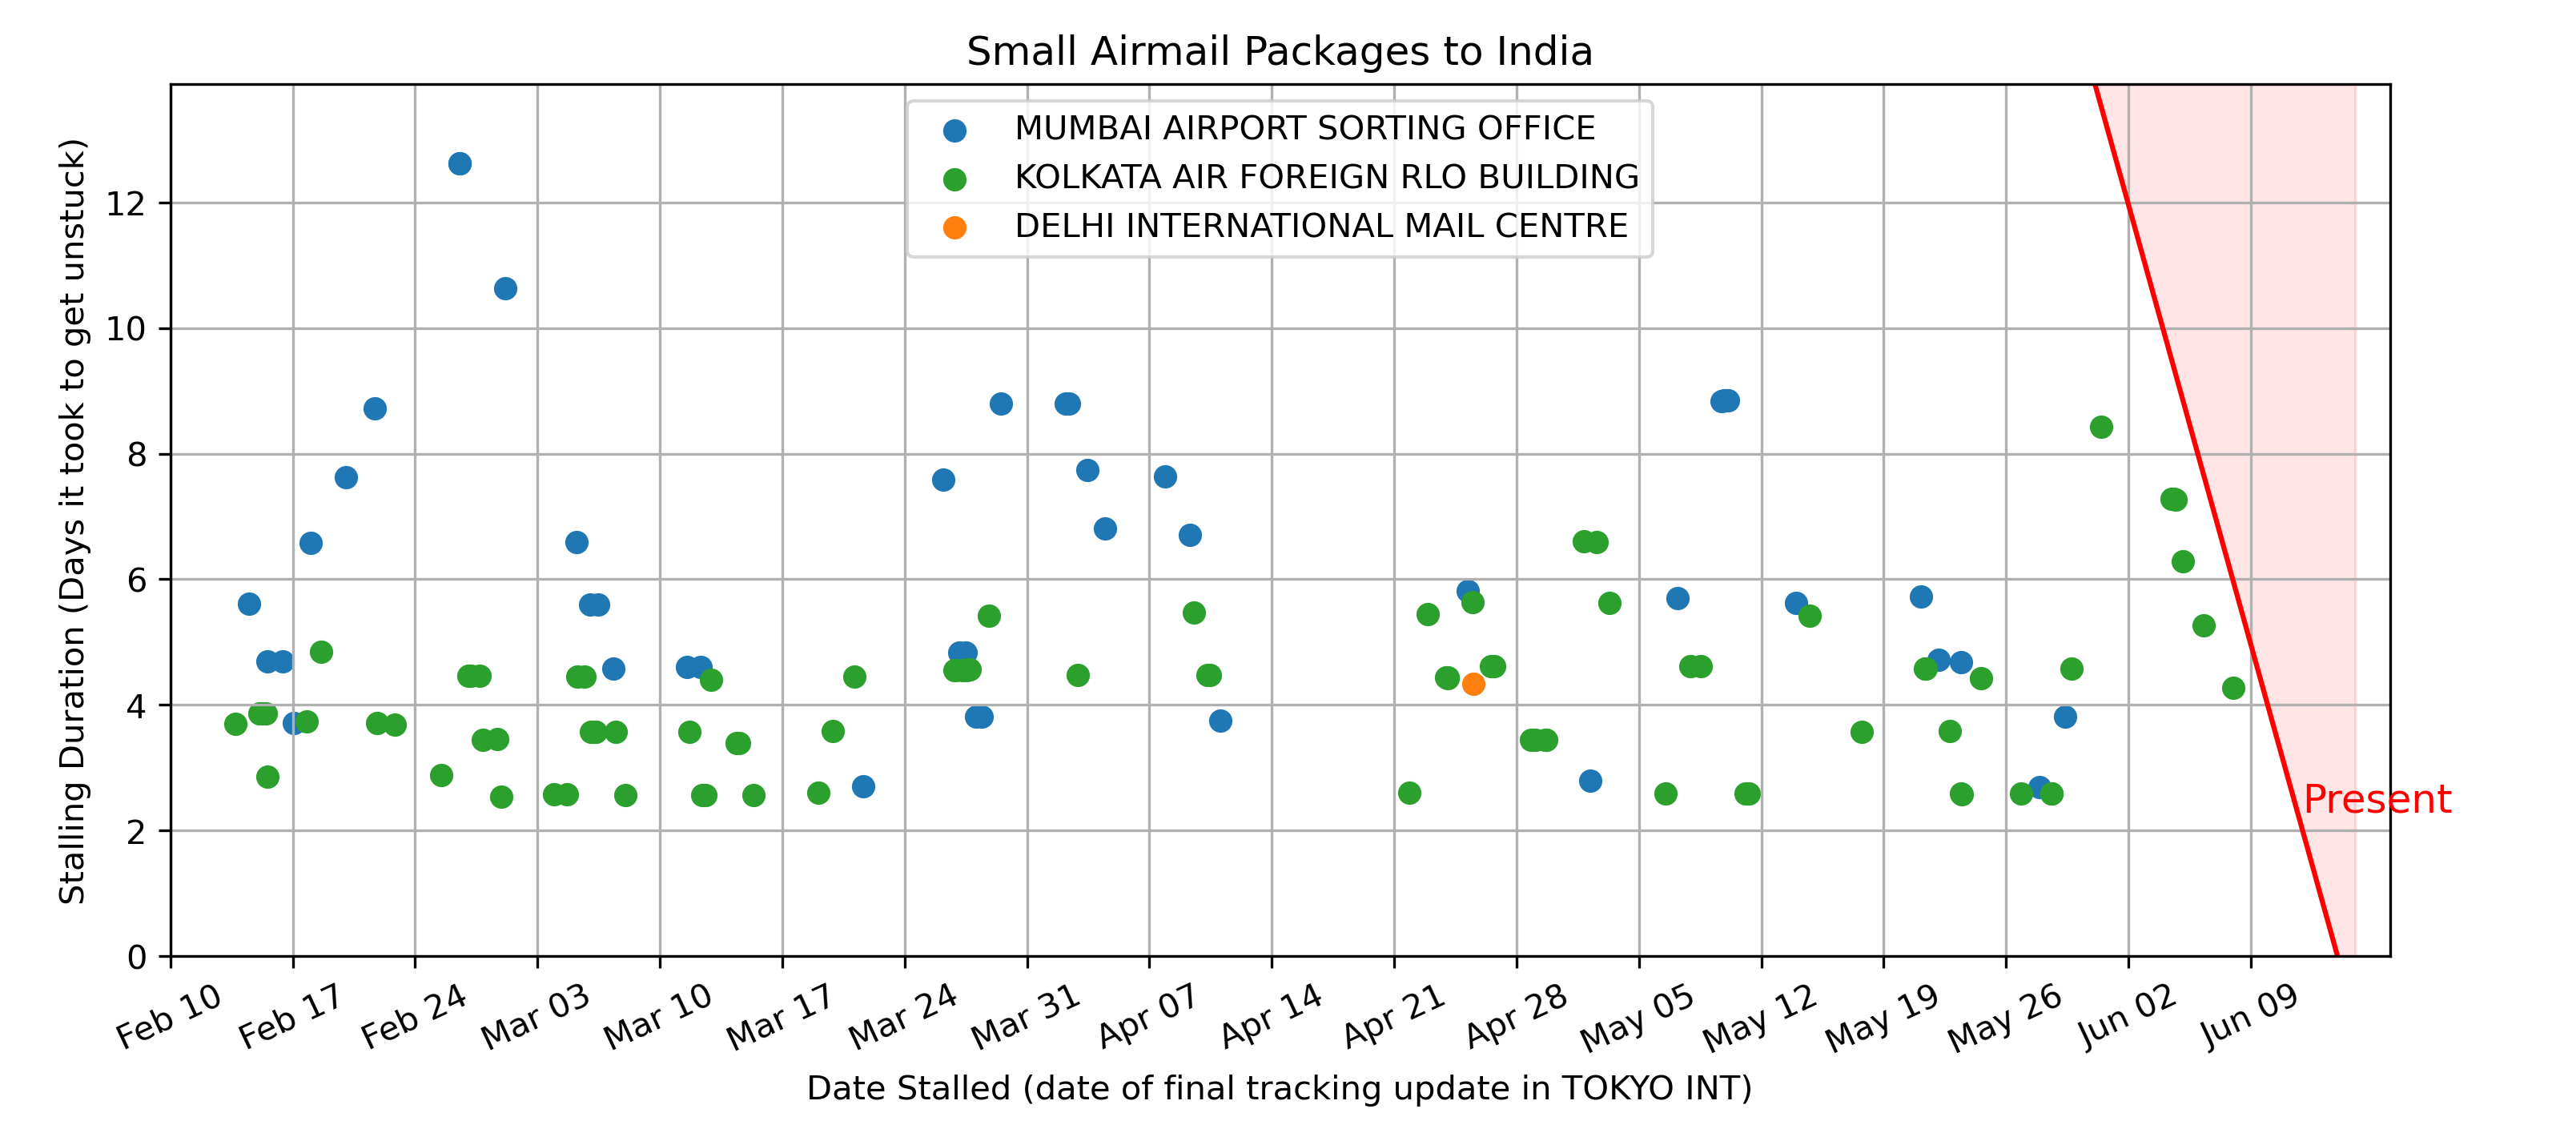 Small Airmail Packages to India
MUMBAI AIRPORT SORTING OFFICE
KOLKATA AIR FOREIGN RLO BUILDING
DELHI INTERNATIONAL MAIL CENTRE
Stalling Duration (Days it took to get unstuck)
12
10
8
6
4
2
0
Present
Feb 10
Feb 17
Feb 24
Mar 03
Mar 10
Mar 17
Mar 24
Mar 31
Apr 07
Apr 14
Apr 21
Apr 28
May 05
May 12
May 19
May 26
Jun 02
Jun 09
Date Stalled (date of final tracking update in TOKYO INT)